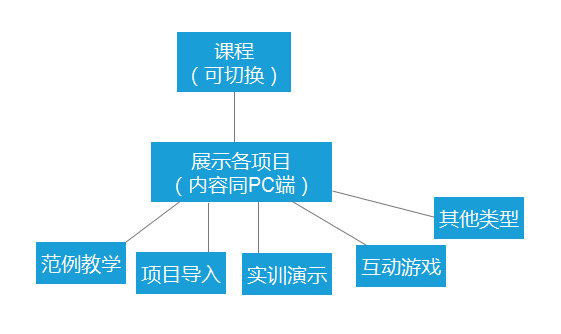 课程
（可切换）
展示各项目
（内容同PC端）
其他类型
范例教学
项目导入
实训演示
互动游戏